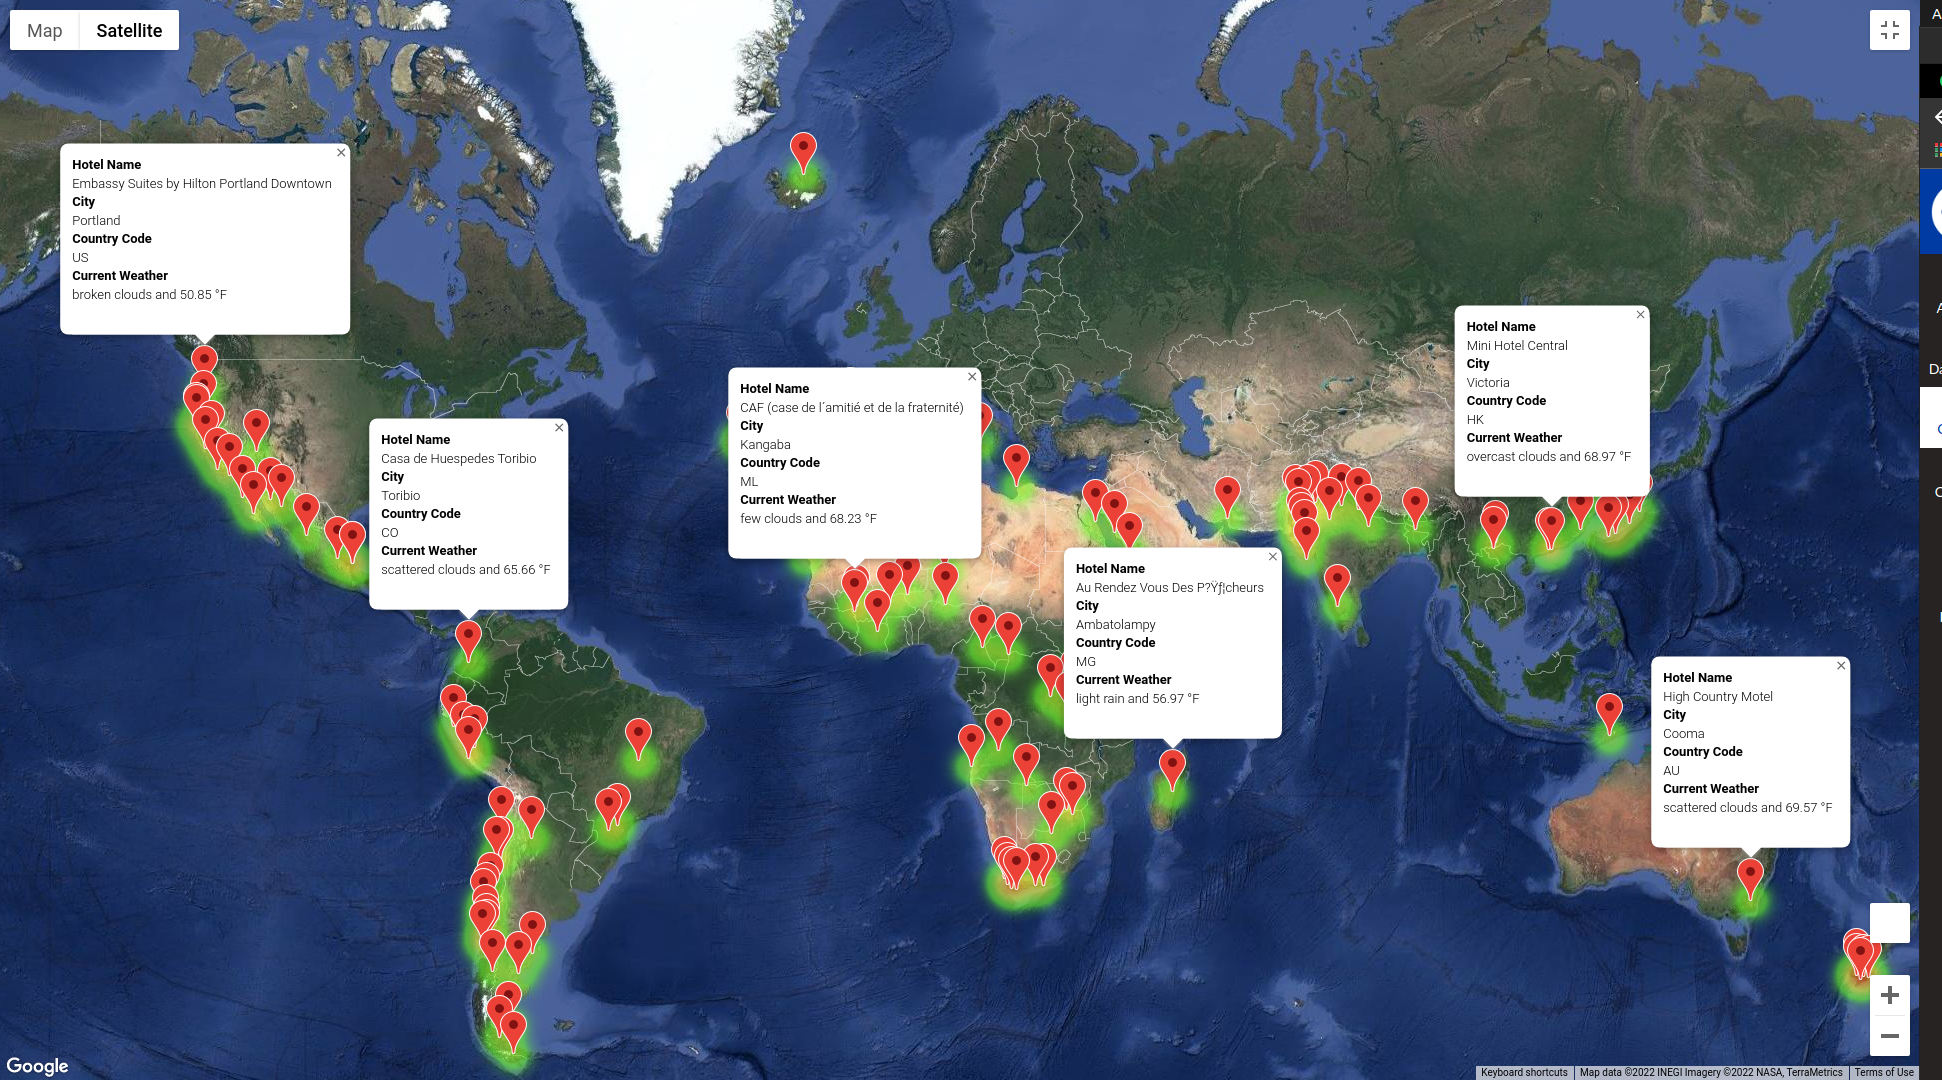 Map
Satellite
Hotel Name
Embassy Suites by Hilton Portland Downtown
City
Portland
Country Code
US
Current Weather
broken clouds and 50.85 °F
Hotel Name
Casa de Huespedes Toribio
City
Toribio
Country Code
CO
Current Weather
scattered clouds and 65.66 °F
Hotel Name
CAF (case de l´amitié et de la fraternité)
City
Kangaba
Country Code
ML
Current Weather
few clouds and 68.23 °F
Hotel Name
Au Rendez Vous Des P?Ÿƒ¦cheurs
City
Ambatolampy
Country Code
MG
Current Weather
light rain and 56.97 °F
Hotel Name
Mini Hotel Central
City
Victoria
Country Code
HK
Current Weather
overcast clouds and 68.97 °F
Hotel Name
High Country Motel
City
Cooma
Country Code
AU
Current Weather
scattered clouds and 69.57 °F
Google
Keyboard shortcuts
Map data ©2022 INEGI Imagery ©2022 NASA, TerraMetrics
Terms of Use